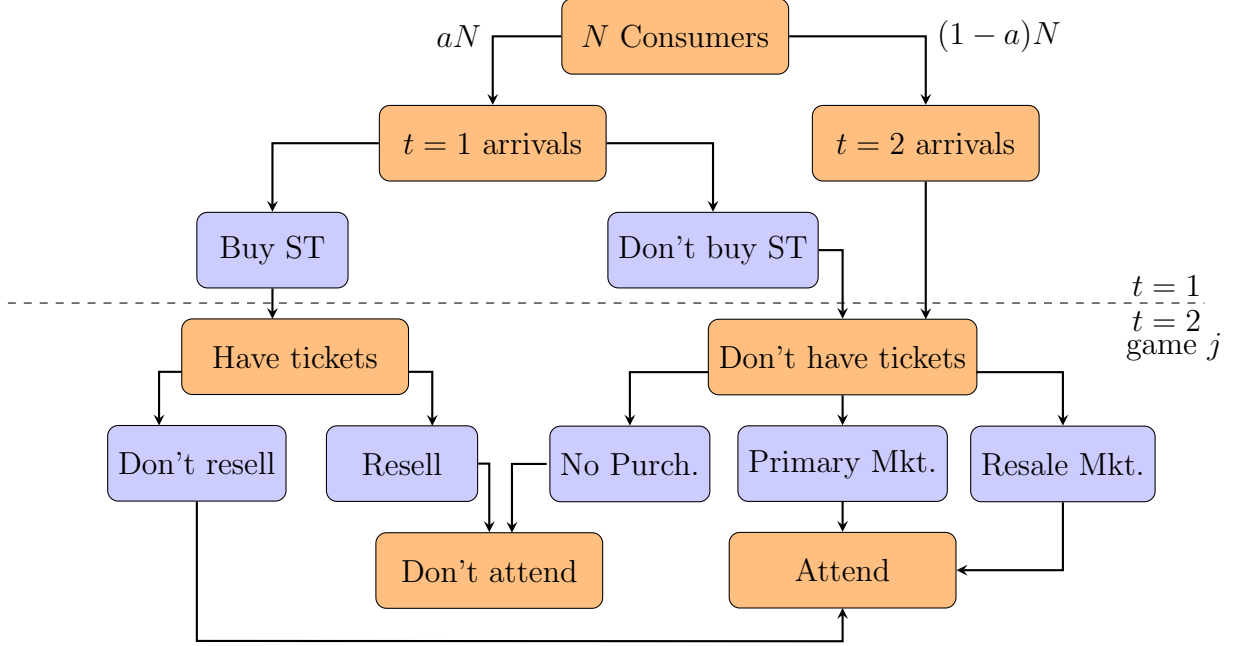 aN
N Consumers
(1 − a)N
t = 1 arrivals
t = 2 arrivals
Buy ST
Don't buy ST
t = 1
t = 2
game j
Have tickets
Don't have tickets
Don't resell
Resell
No Purch.
Primary Mkt.
Resale Mkt.
Don't attend
Attend